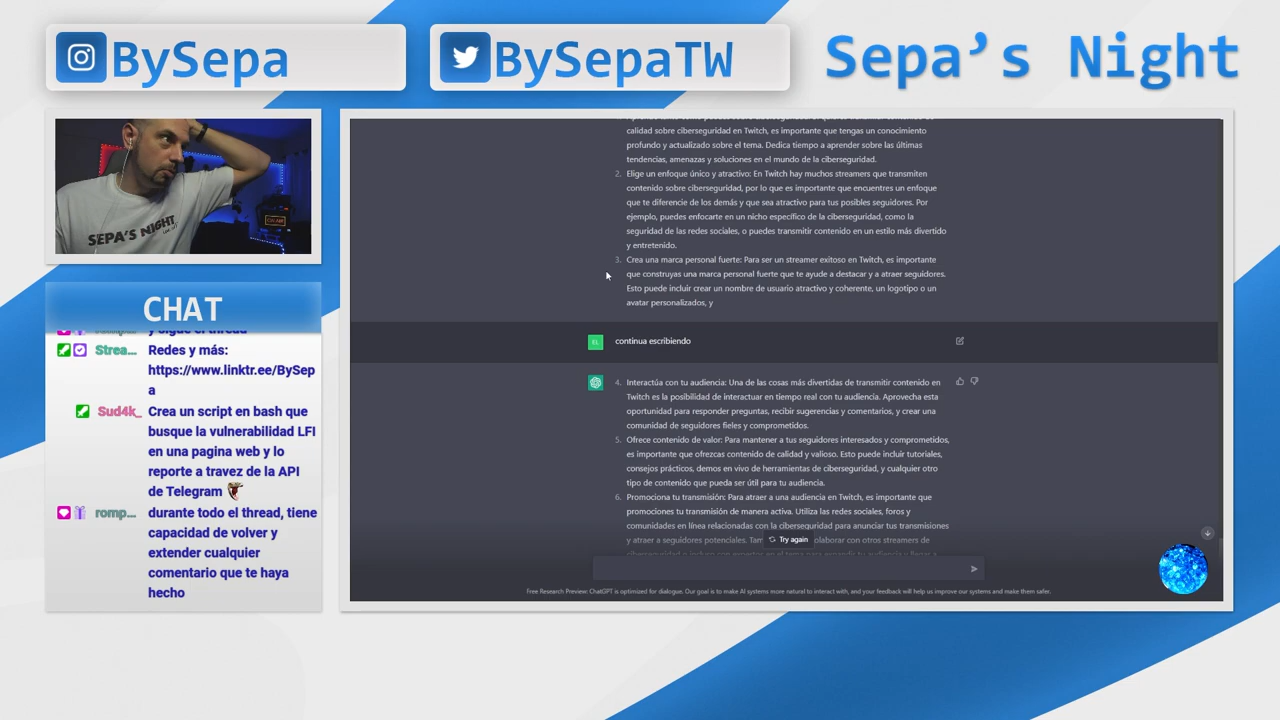 BySepa
BySepaTW
Sepa's Night
SEPA'S NIGHT
CHAT
y sigue el thread
Strea... Redes y más:
https://www.linktr.ee/BySep
a
Sud4k_ Crea un script en bash que
busque la vulnerabilidad LFI
en una pagina web y lo
reporte a travez de la API
de Telegram
romp... durante todo el thread, tiene
capacidad de volver y
extender cualquier
comentario que te haya
hecho
calidad sobre ciberseguridad en Twitch, es importante que tengas un conocimiento
profundo y actualizado sobre el tema. Dedica tiempo a aprender sobre las últimas
tendencias, amenazas y soluciones en el mundo de la ciberseguridad.
2. Elige un enfoque único y atractivo: En Twitch hay muchos streamers que transmiten
contenido sobre ciberseguridad, por lo que es importante que encuentres un enfoque
que te diferencie de los demás y que sea atractivo para tus posibles seguidores. Por
ejemplo, puedes enfocarte en un nicho específico de la ciberseguridad, como la
seguridad de las redes sociales, o puedes transmitir contenido en un estilo más divertido
y entretenido.
3. Crea una marca personal fuerte: Para ser un streamer exitoso en Twitch, es importante
que construyas una marca personal fuerte que te ayude a destacar y a atraer seguidores.
Esto puede incluir crear un nombre de usuario atractivo y coherente, un logotipo o un
avatar personalizados, y
EL
continua escribiendo
4. Interactúa con tu audiencia: Una de las cosas más divertidas de transmitir contenido en
Twitch es la posibilidad de interactuar en tiempo real con tu audiencia. Aprovecha esta
oportunidad para responder preguntas, recibir sugerencias y comentarios, y crear una
comunidad de seguidores fieles y comprometidos.
5. Ofrece contenido de valor: Para mantener a tus seguidores interesados y comprometidos,
es importante que ofrezcas contenido de calidad y valioso. Esto puede incluir tutoriales,
consejos prácticos, demos en vivo de herramientas de ciberseguridad, y cualquier otro
tipo de contenido que pueda ser útil para tu audiencia.
6. Promociona tu transmisión: Para atraer a una audiencia en Twitch, es importante que
promociones tu transmisión de manera activa. Utiliza las redes sociales, foros y
comunidades en línea relacionadas con la ciberseguridad para anunciar tus transmisiones
y atraer a seguidores potenciales. colaborar con otros streamers de
Try again
Free Research Preview: ChatGPT is optimized for dialogue. Our goal is to make AI systems more natural to interact with, and your feedback will help us improve our systems and make them safer.